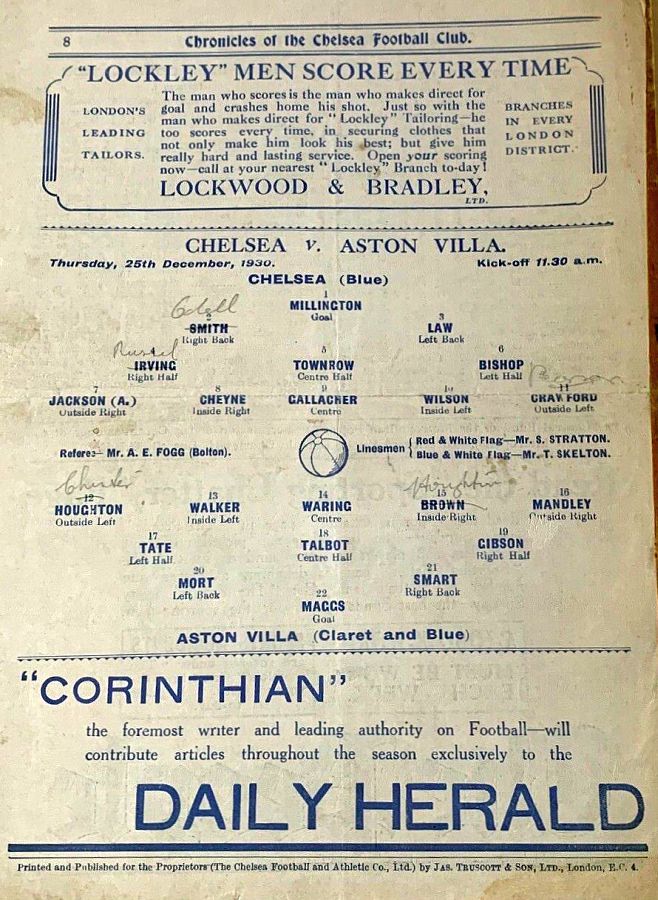 8
Chronicles of the Chelsea Football Club.
"LOCKLEY" MEN SCORE EVERY TIME
LONDON'S
LEADING
TAILORS.
The man who scores is the man who makes direct for
goal and crashes home his shot. Just so with the
man who makes direct for "Lockley" Tailoring—he
too scores every time, in securing clothes that
not only make him look his best; but give him
really hard and lasting service. Open your scoring
now—call at your nearest "Lockley" Branch to-day!
BRANCHES
IN EVERY
LONDON
DISTRICT.
LOCKWOOD & BRADLEY,
LTD.
CHELSEA v. ASTON VILLA.
Thursday, 25th December, 1930. Kick-off 11.30 a.m.
CHELSEA (Blue)
1
MILLINGTON
Goal
2 3
SMITH LAW
Right Back Left Back
Russel
5 6
IRVING TOWNROW BISHOP
Right Half Centre Half Left Half
7 8 9 10 11
JACKSON (A.) CHEYNE GALLACHER WILSON CRAWFORD
Outside Right Inside Right Centre Inside Left Outside Left
Referee—Mr. A. E. FOGG (Bolton).
Linesmen { Red & White Flag—Mr. S. STRATTON.
Blue & White Flag—Mr. T. SKELTON.
Chester Houghton
12 13 14 15 16
HOUGHTON WALKER WARING BROWN MANDLEY
Outside Left Inside Left Centre Inside Right Outside Right
17 18 19
TATE TALBOT GIBSON
Left Half Centre Half Right Half
20 21
MORT SMART
Left Back Right Back
22
MAGGS
Goal
ASTON VILLA (Claret and Blue)
"CORINTHIAN"
the foremost writer and leading authority on Football—will
contribute articles throughout the season exclusively to the
DAILY HERALD
Printed and Published for the Proprietors (The Chelsea Football and Athletic Co., Ltd.) by JAS. TRUSCOTT & SON, LTD., London, E.C. 4.